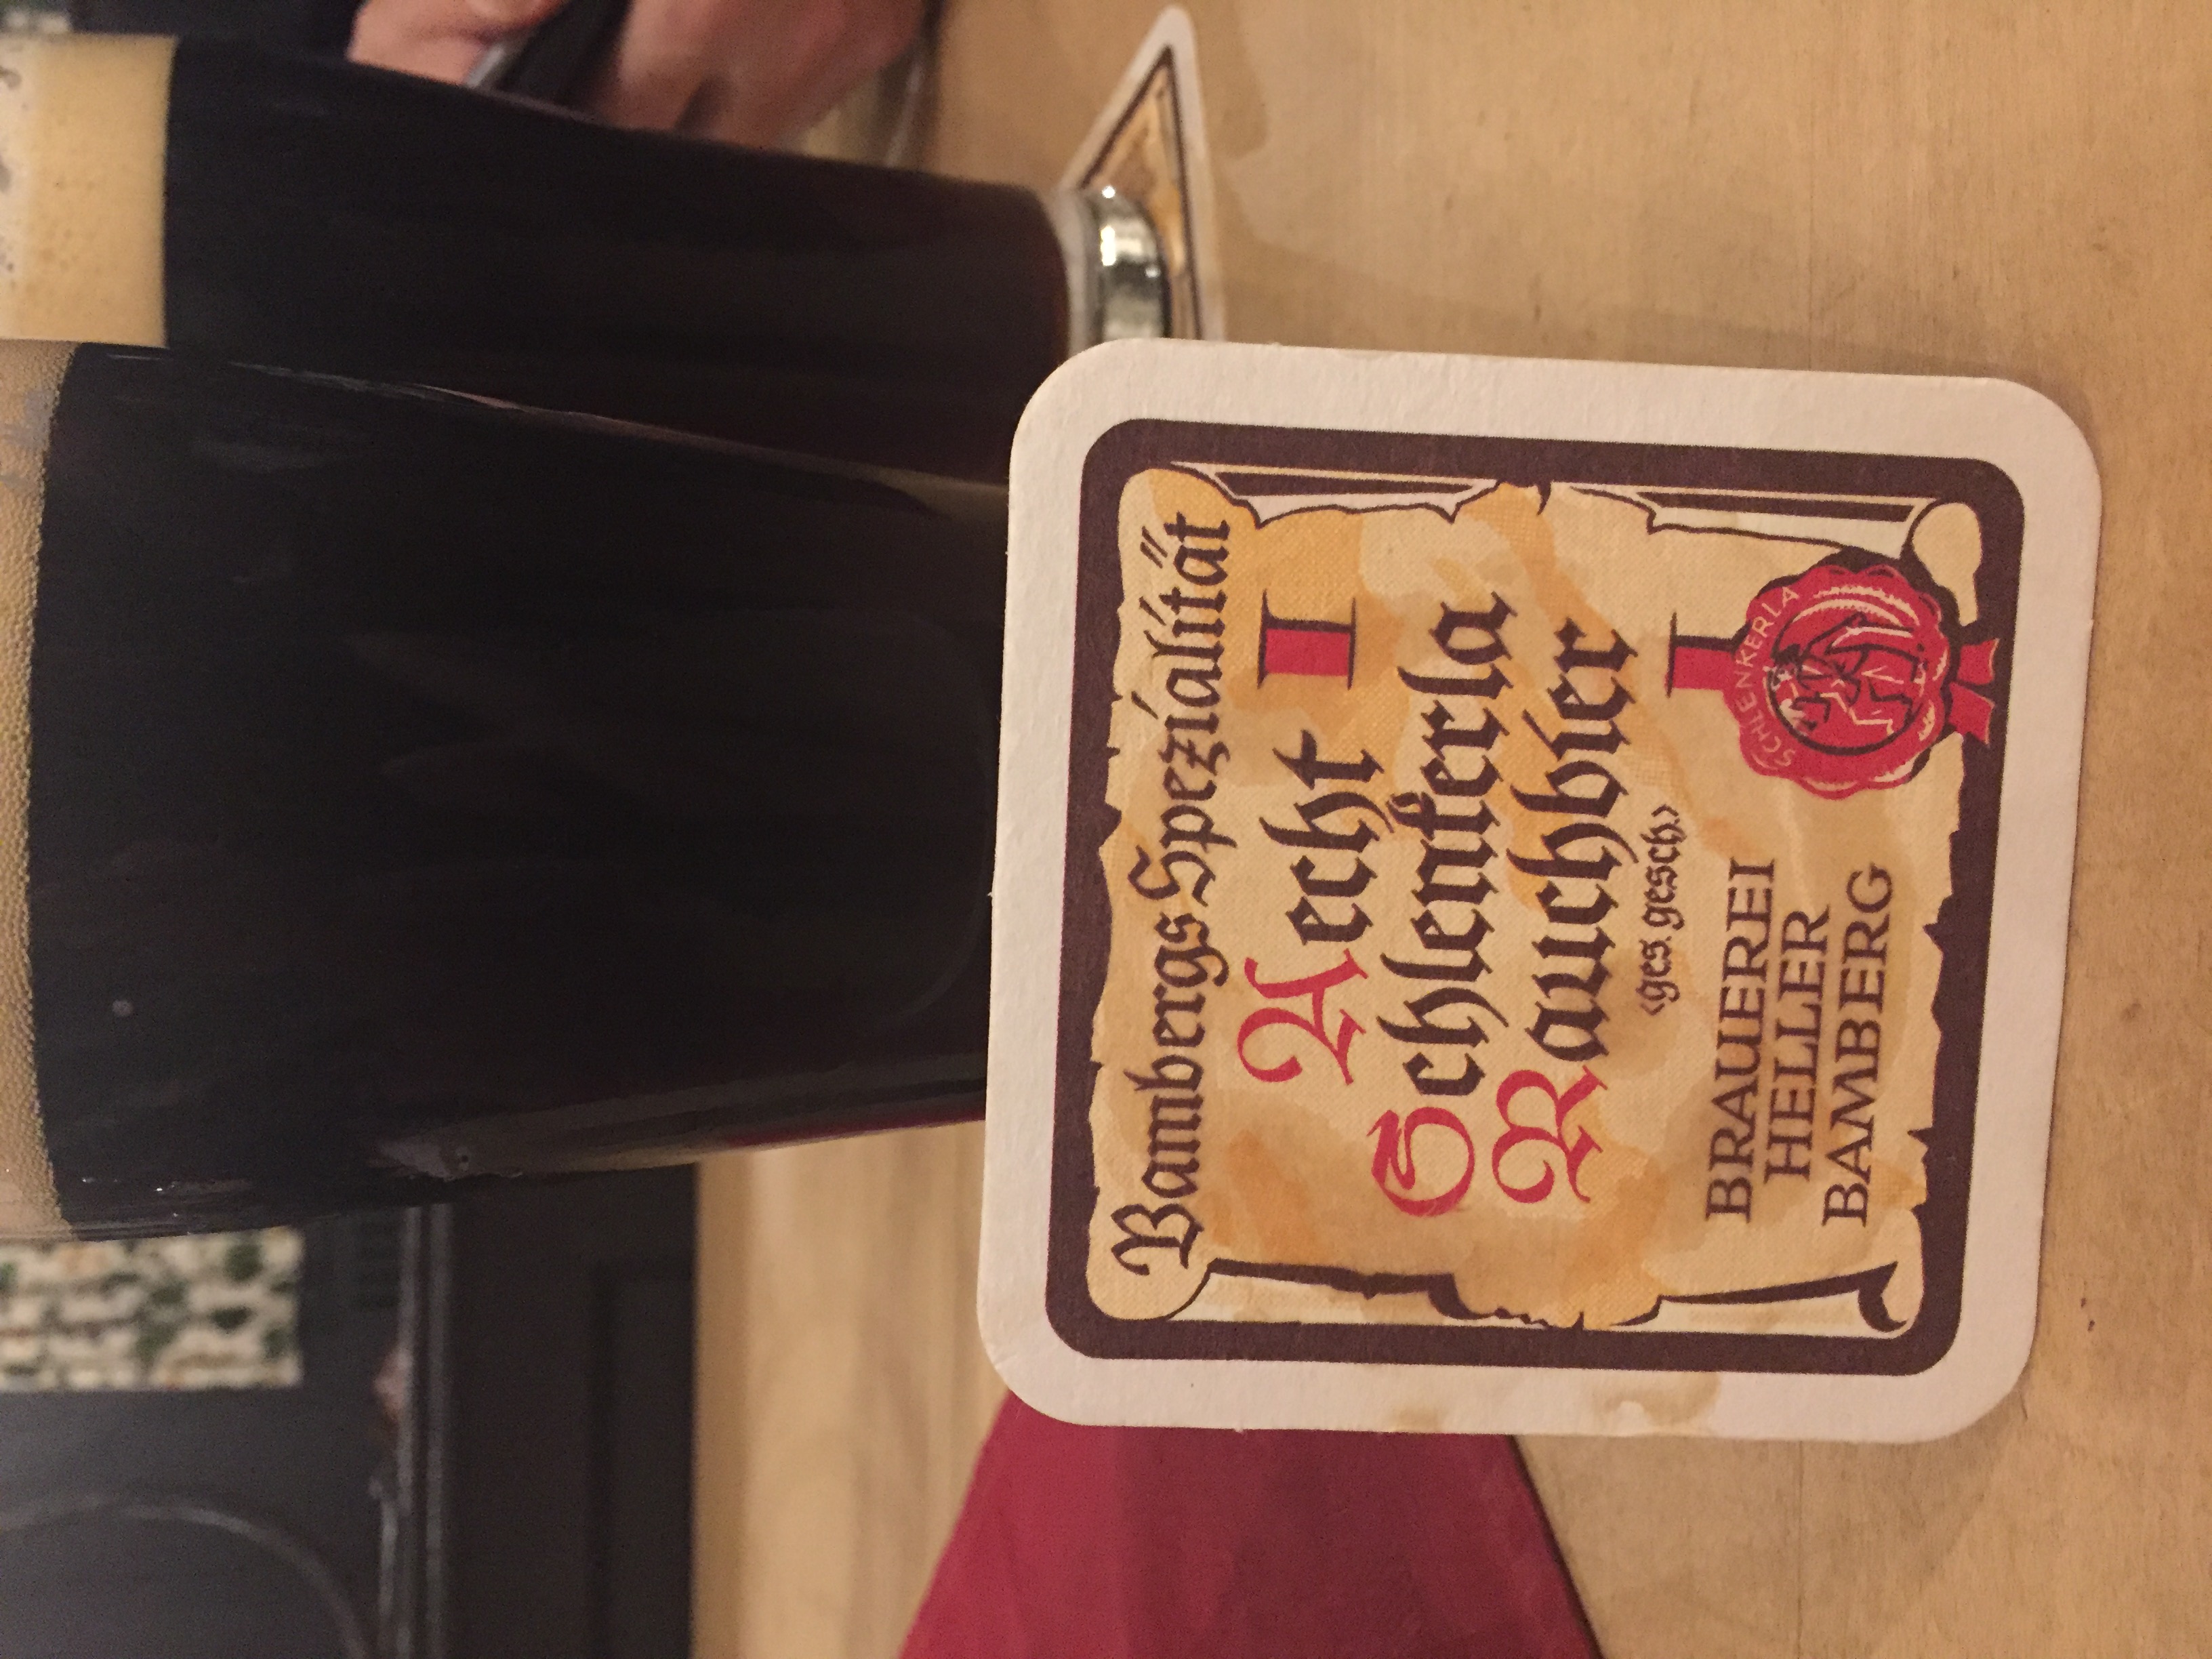 Bambergs Spezialität
Aecht
Schlenkerla
Rauchbier
‹ges. gesch.›
BRAUEREI
HELLER
BAMBERG
SCHLENKERLA